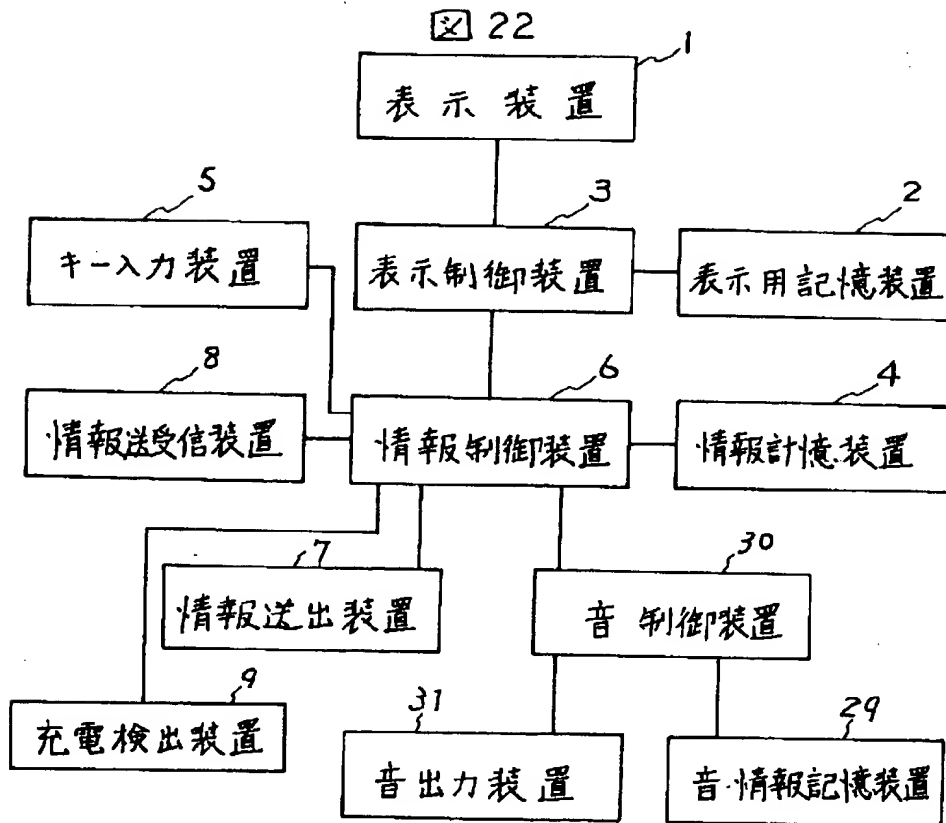 図 22
1
表示装置
5
3
2
キー入力装置
表示制御装置
表示用記憶装置
8
6
4
情報送受信装置
情報制御装置
情報計憶装置
7
30
情報送出装置
音制御装置
9
31
29
充電検出装置
音出力装置
音情報記憶装置